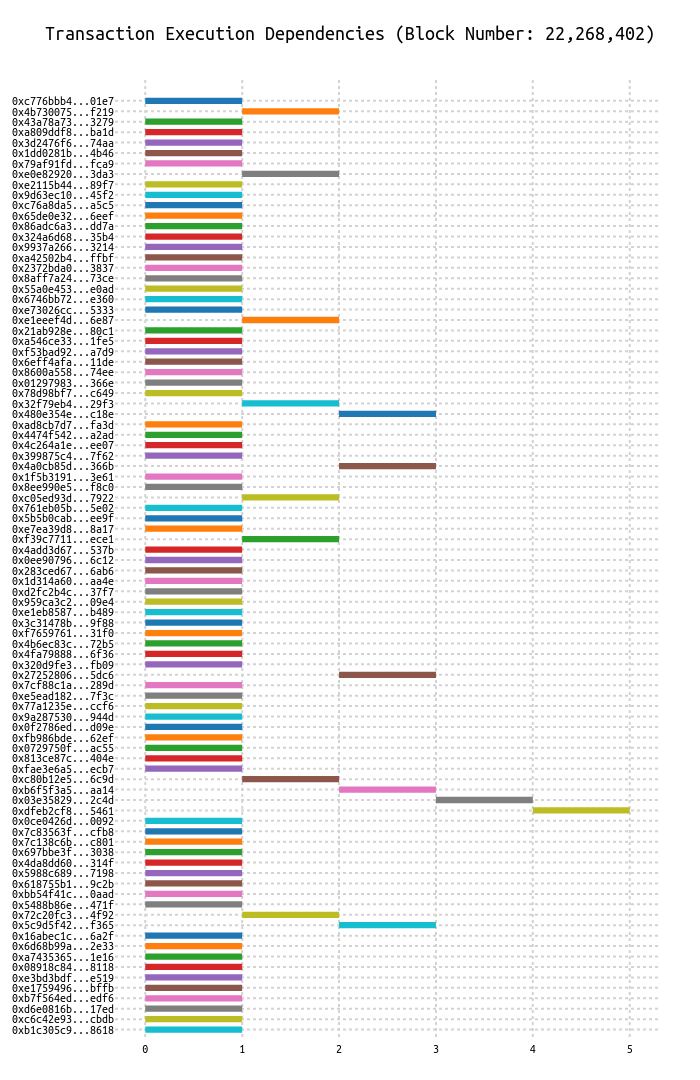 Transaction Execution Dependencies (Block Number: 22,268,402)
0xc776bbb4...01e7
0x4b730075...f219
0x43a78a73...3279
0xa809ddf8...ba1d
0x3d2476f6...74aa
0x1dd0281b...4b46
0x79af91fd...fca9
0xe0e82920...3da3
0xe2115b44...89f7
0x9d63ec10...45f2
0xc76a8da5...a5c5
0x65de0e32...6eef
0x86adc6a3...dd7a
0x324a6d68...35b4
0x9937a266...3214
0xa42502b4...ffbf
0x2372bda0...3837
0x8aff7a24...73ce
0x55a0e453...e0ad
0x6746bb72...e360
0xe73026cc...5333
0xe1eeef4d...6e87
0x21ab928e...80c1
0xa546ce33...1fe5
0xf53bad92...a7d9
0x6eff4afa...11de
0x8600a558...74ee
0x01297983...366e
0x78d98bf7...c649
0x32f79eb4...29f3
0x480e354e...c18e
0xad8cb7d7...fa3d
0x4474f542...a2ad
0x4c264a1e...ee07
0x399875c4...7f62
0x4a0cb85d...366b
0x1f5b3191...3e61
0x8ee990e5...f8c0
0xc05ed93d...7922
0x761eb05b...5e02
0x5b5b0cab...ee9f
0xe7ea39d8...8a17
0xf39c7711...ece1
0x4add3d67...537b
0x0ee90796...6c12
0x283ced67...6ab6
0x1d314a60...aa4e
0xd2fc2b4c...37f7
0x959ca3c2...09e4
0xe1eb8587...b489
0x3c31478b...9f88
0xf7659761...31f0
0x4b6ec83c...72b5
0x4fa79888...6f36
0x320d9fe3...fb09
0x27252806...5dc6
0x7cf88c1a...289d
0xe5ead182...7f3c
0x77a1235e...ccf6
0x9a287530...944d
0x0f2786ed...d09e
0xfb986bde...62ef
0x0729750f...ac55
0x813ce87c...404e
0xfae3e6a5...ecb7
0xc80b12e5...6c9d
0xb6f5f3a5...aa14
0x03e35829...2c4d
0xdfeb2cf8...5461
0x0ce0426d...0092
0x7c83563f...cfb8
0x7c138c6b...c801
0x697bbe3f...3038
0x4da8dd60...314f
0x5988c689...7198
0x618755b1...9c2b
0xbb54f41c...0aad
0x5488b86e...471f
0x72c20fc3...4f92
0x5c9d5f42...f365
0x16abec1c...6a2f
0x6d68b99a...2e33
0xa7435365...1e16
0x08918c84...8118
0xe3bd3bdf...e519
0xe1759496...bffb
0xb7f564ed...edf6
0xd6e0816b...17ed
0xc6c42e93...cbdb
0xb1c305c9...8618
0 1 2 3 4 5